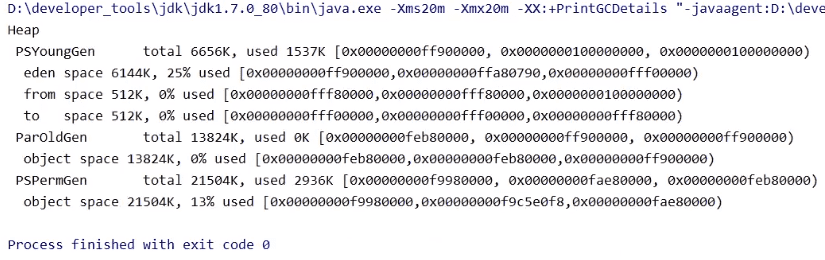 D:\developer_tools\jdk\jdk1.7.0_80\bin\java.exe -Xms20m -Xmx20m -XX:+PrintGCDetails "-javaagent:D:\deve
Heap
PSYoungGen total 6656K, used 1537K [0x00000000ff900000, 0x0000000100000000, 0x0000000100000000)
eden space 6144K, 25% used [0x00000000ff900000,0x00000000ffa80790,0x00000000fff00000)
from space 512K, 0% used [0x00000000fff80000,0x00000000fff80000,0x0000000100000000)
to space 512K, 0% used [0x00000000fff00000,0x00000000fff00000,0x00000000fff80000)
ParOldGen total 13824K, used 0K [0x00000000feb80000, 0x00000000ff900000, 0x00000000ff900000)
object space 13824K, 0% used [0x00000000feb80000,0x00000000feb80000,0x00000000ff900000)
PSPermGen total 21504K, used 2936K [0x00000000f9980000, 0x00000000fae80000, 0x00000000feb80000)
object space 21504K, 13% used [0x00000000f9980000,0x00000000f9c5e0f8,0x00000000fae80000)
Process finished with exit code 0